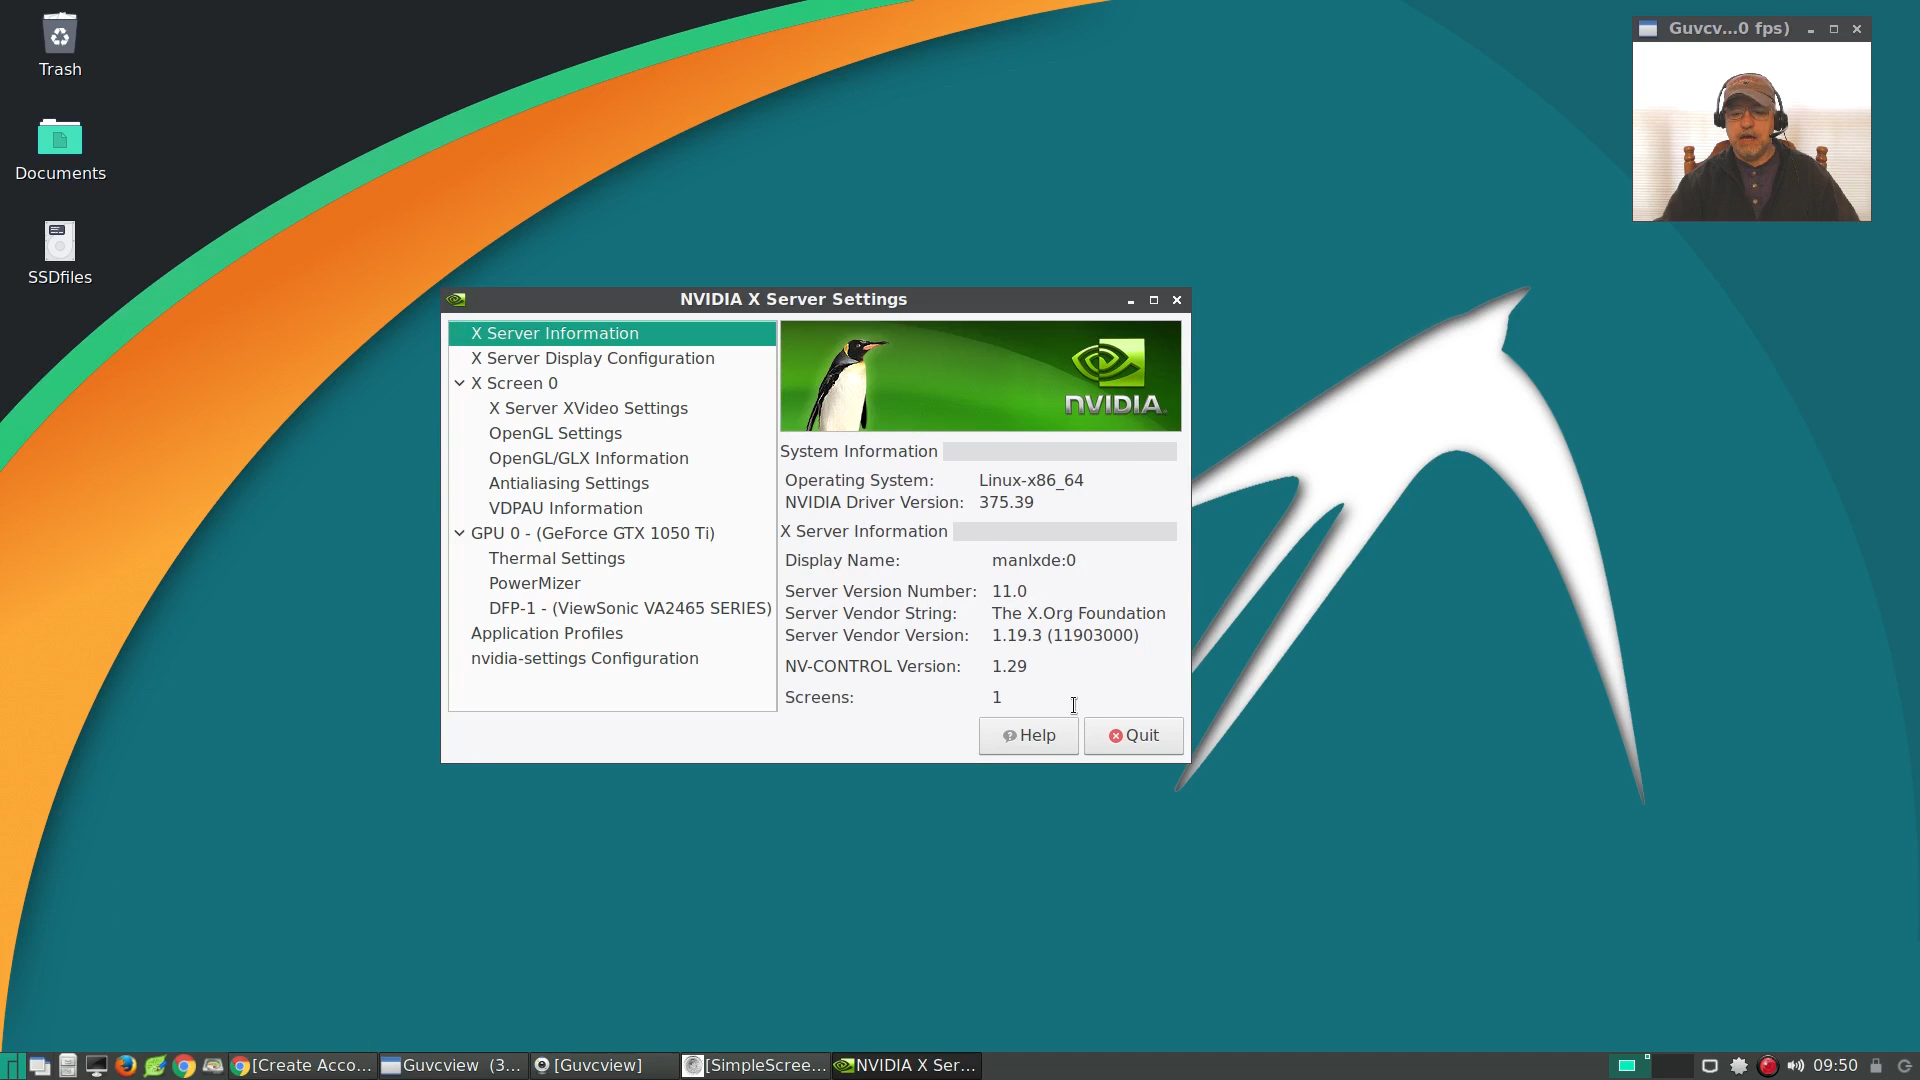 Trash
Documents
SSDfiles
Guvcv...0 fps)
NVIDIA X Server Settings
X Server Information
X Server Display Configuration
X Screen 0
X Server XVideo Settings
OpenGL Settings
OpenGL/GLX Information
Antialiasing Settings
VDPAU Information
GPU 0 - (GeForce GTX 1050 Ti)
Thermal Settings
PowerMizer
DFP-1 - (ViewSonic VA2465 SERIES)
Application Profiles
nvidia-settings Configuration
NVIDIA
System Information
Operating System: Linux-x86_64
NVIDIA Driver Version: 375.39
X Server Information
Display Name: manlxde:0
Server Version Number: 11.0
Server Vendor String: The X.Org Foundation
Server Vendor Version: 1.19.3 (11903000)
NV-CONTROL Version: 1.29
Screens: 1
Help
Quit
[Create Acco...
Guvcview (3...
[Guvcview]
[SimpleScree...
NVIDIA X Ser...
09:50